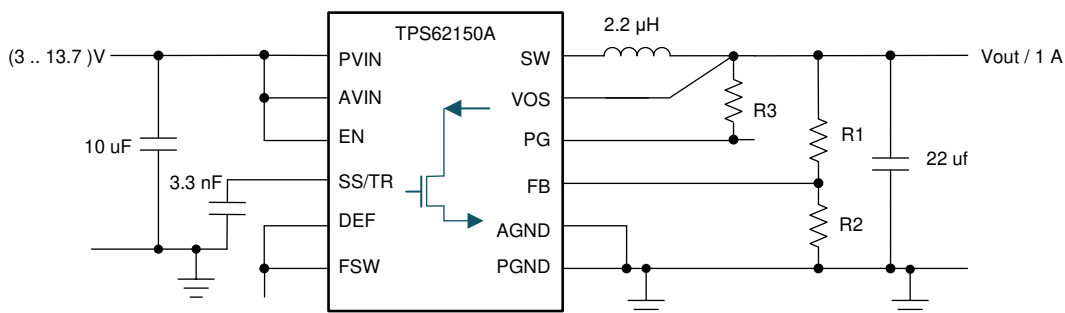 TPS62150A
2.2 µH
(3 .. 13.7 )V
PVIN
SW
Vout / 1 A
AVIN
VOS
R3
10 uF
EN
PG
R1
22 uf
3.3 nF
SS/TR
FB
DEF
AGND
R2
FSW
PGND